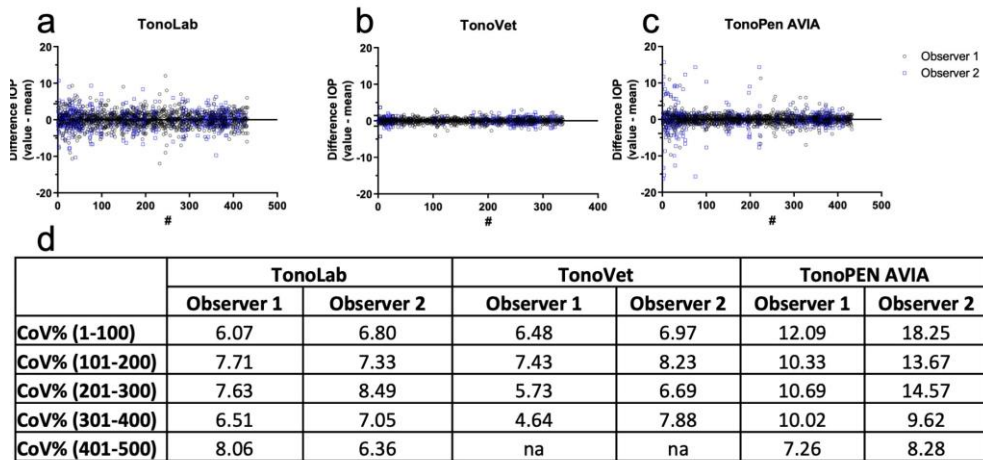 a
TonoLab
Difference IOP
(value - mean)
20
10
0
-10
-20
0 100 200 300 400 500
#
b
TonoVet
Difference IOP
(value - mean)
20
10
0
-10
-20
0 100 200 300 400
#
c
TonoPen AVIA
Difference IOP
(value - mean)
20
10
0
-10
-20
0 100 200 300 400 500
#
Observer 1
Observer 2
d
TonoLab TonoVet TonoPEN AVIA
Observer 1 Observer 2 Observer 1 Observer 2 Observer 1 Observer 2
CoV% (1-100) 6.07 6.80 6.48 6.97 12.09 18.25
CoV% (101-200) 7.71 7.33 7.43 8.23 10.33 13.67
CoV% (201-300) 7.63 8.49 5.73 6.69 10.69 14.57
CoV% (301-400) 6.51 7.05 4.64 7.88 10.02 9.62
CoV% (401-500) 8.06 6.36 na na 7.26 8.28